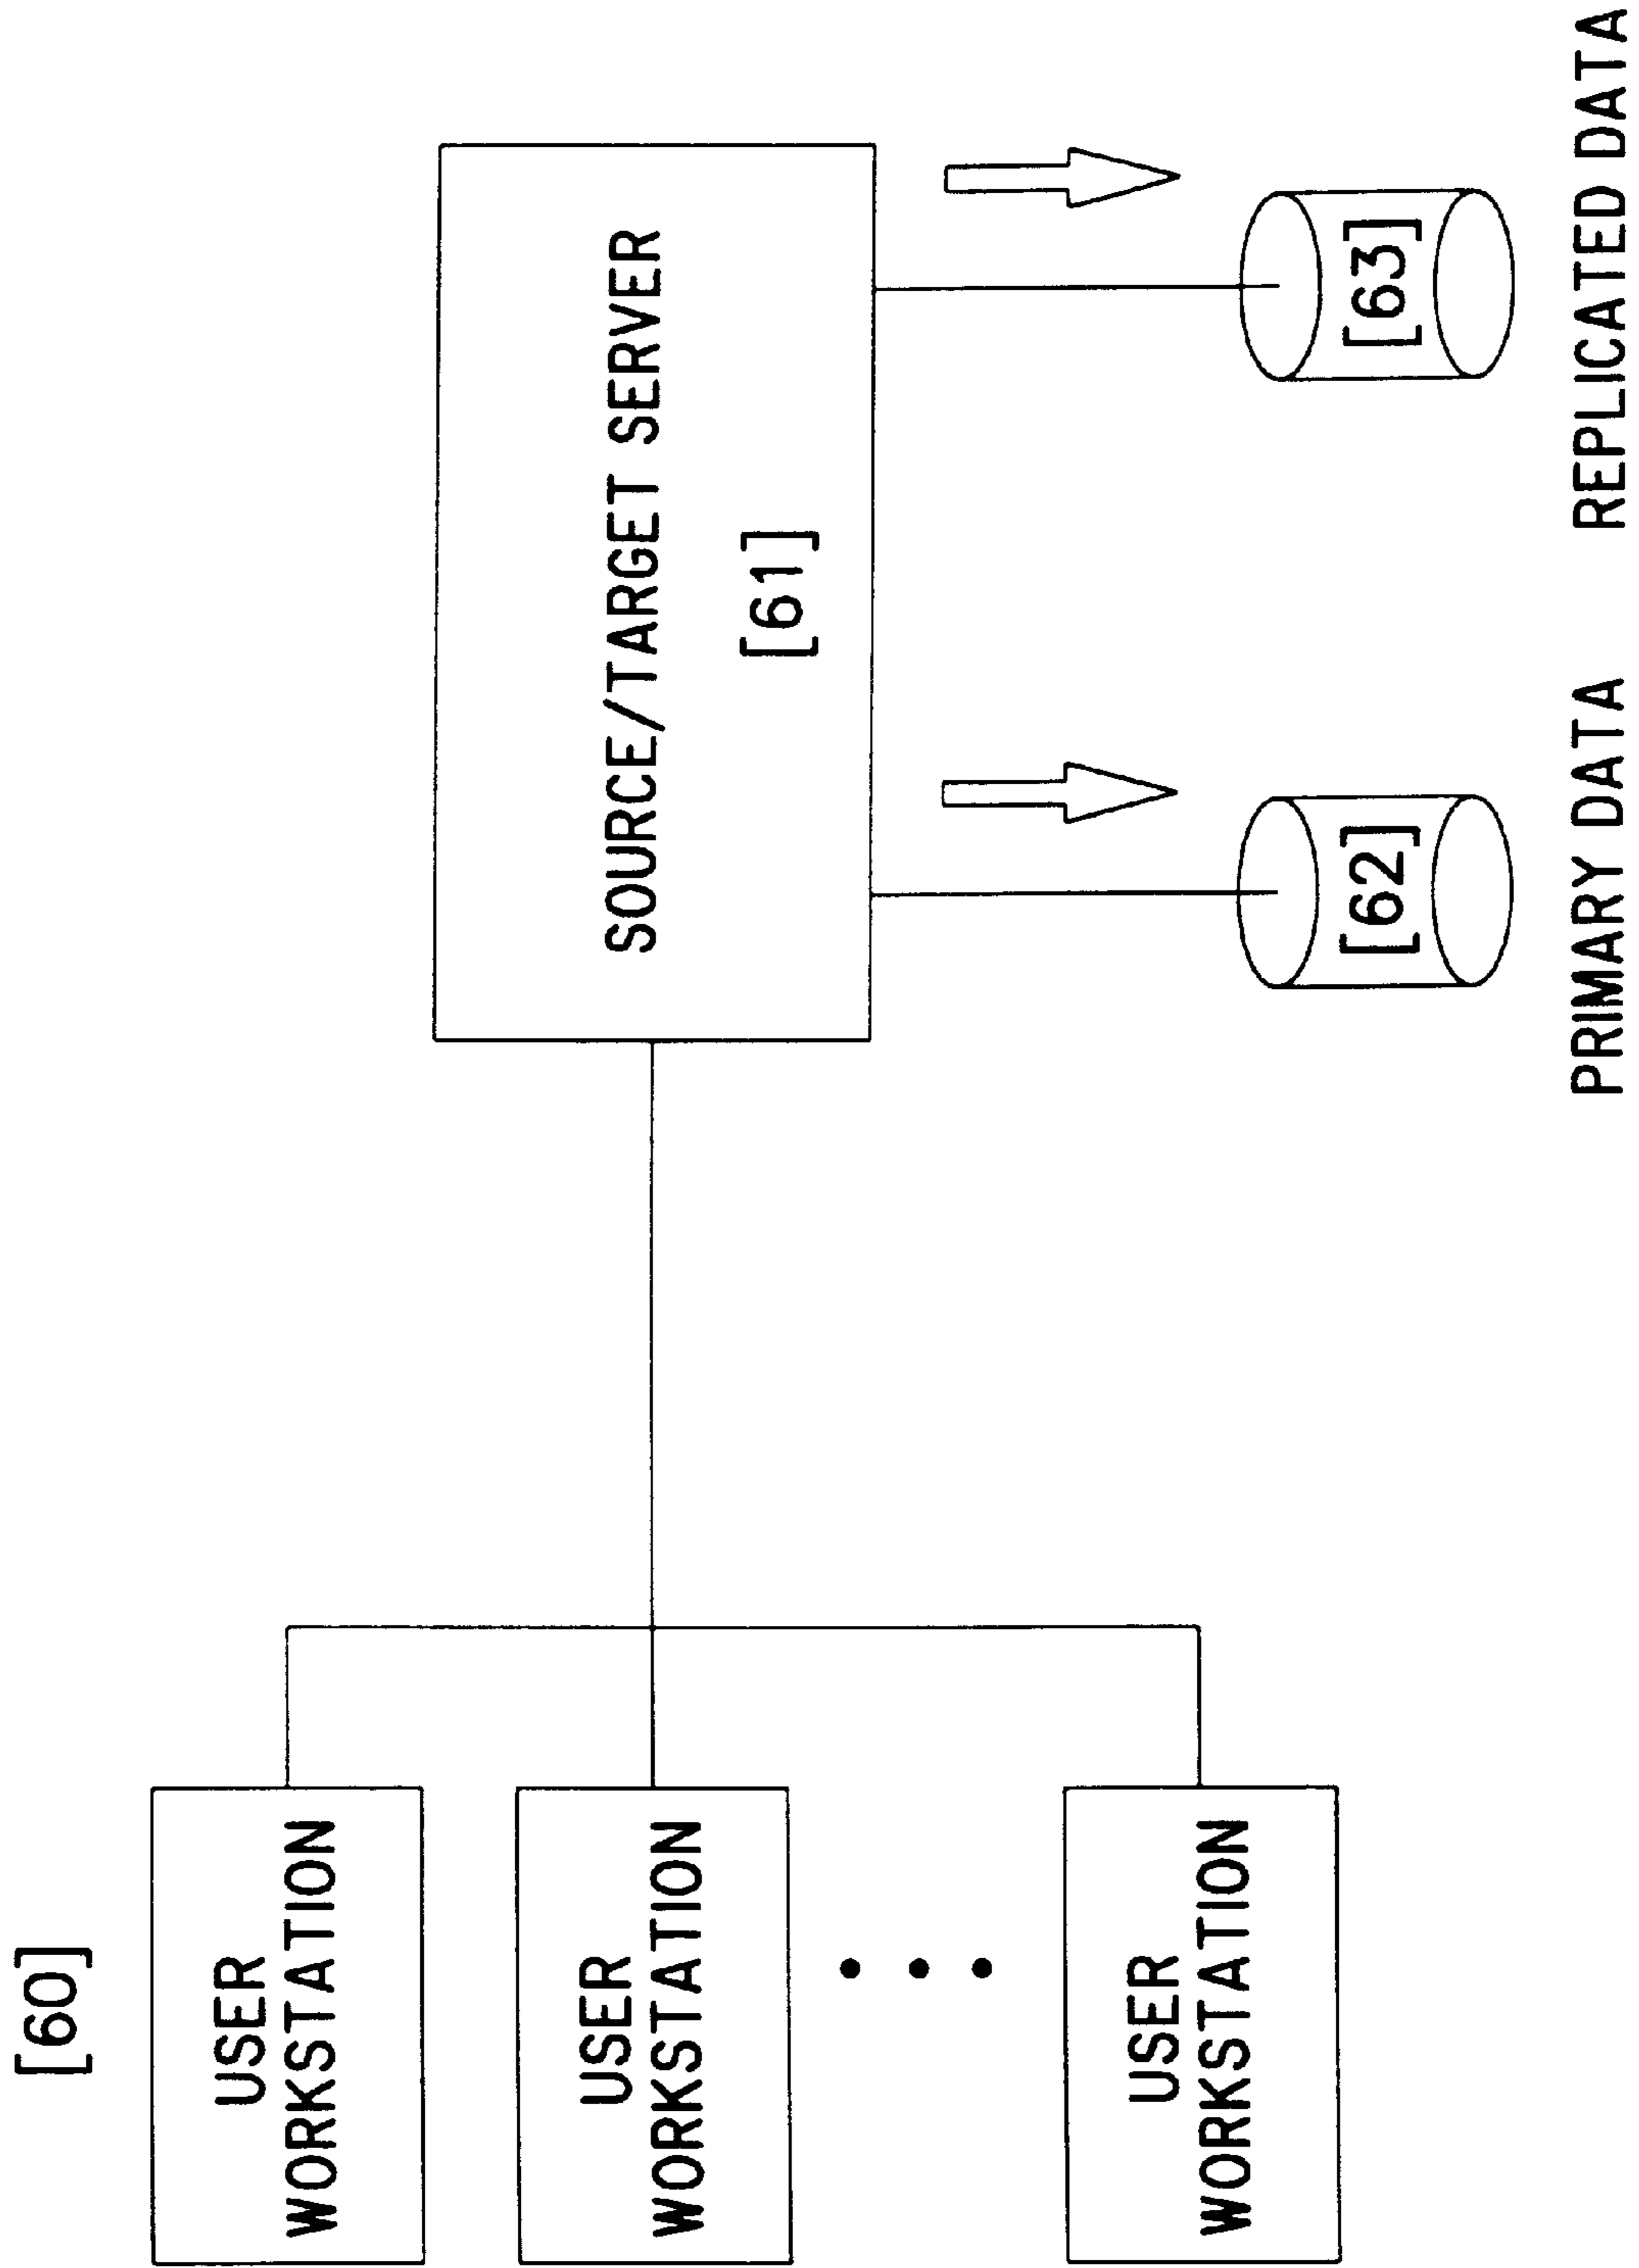 [60]
USER
WORKSTATION
USER
WORKSTATION
USER
WORKSTATION
SOURCE/TARGET SERVER
[61]
[62]
[63]
PRIMARY DATA
REPLICATED DATA